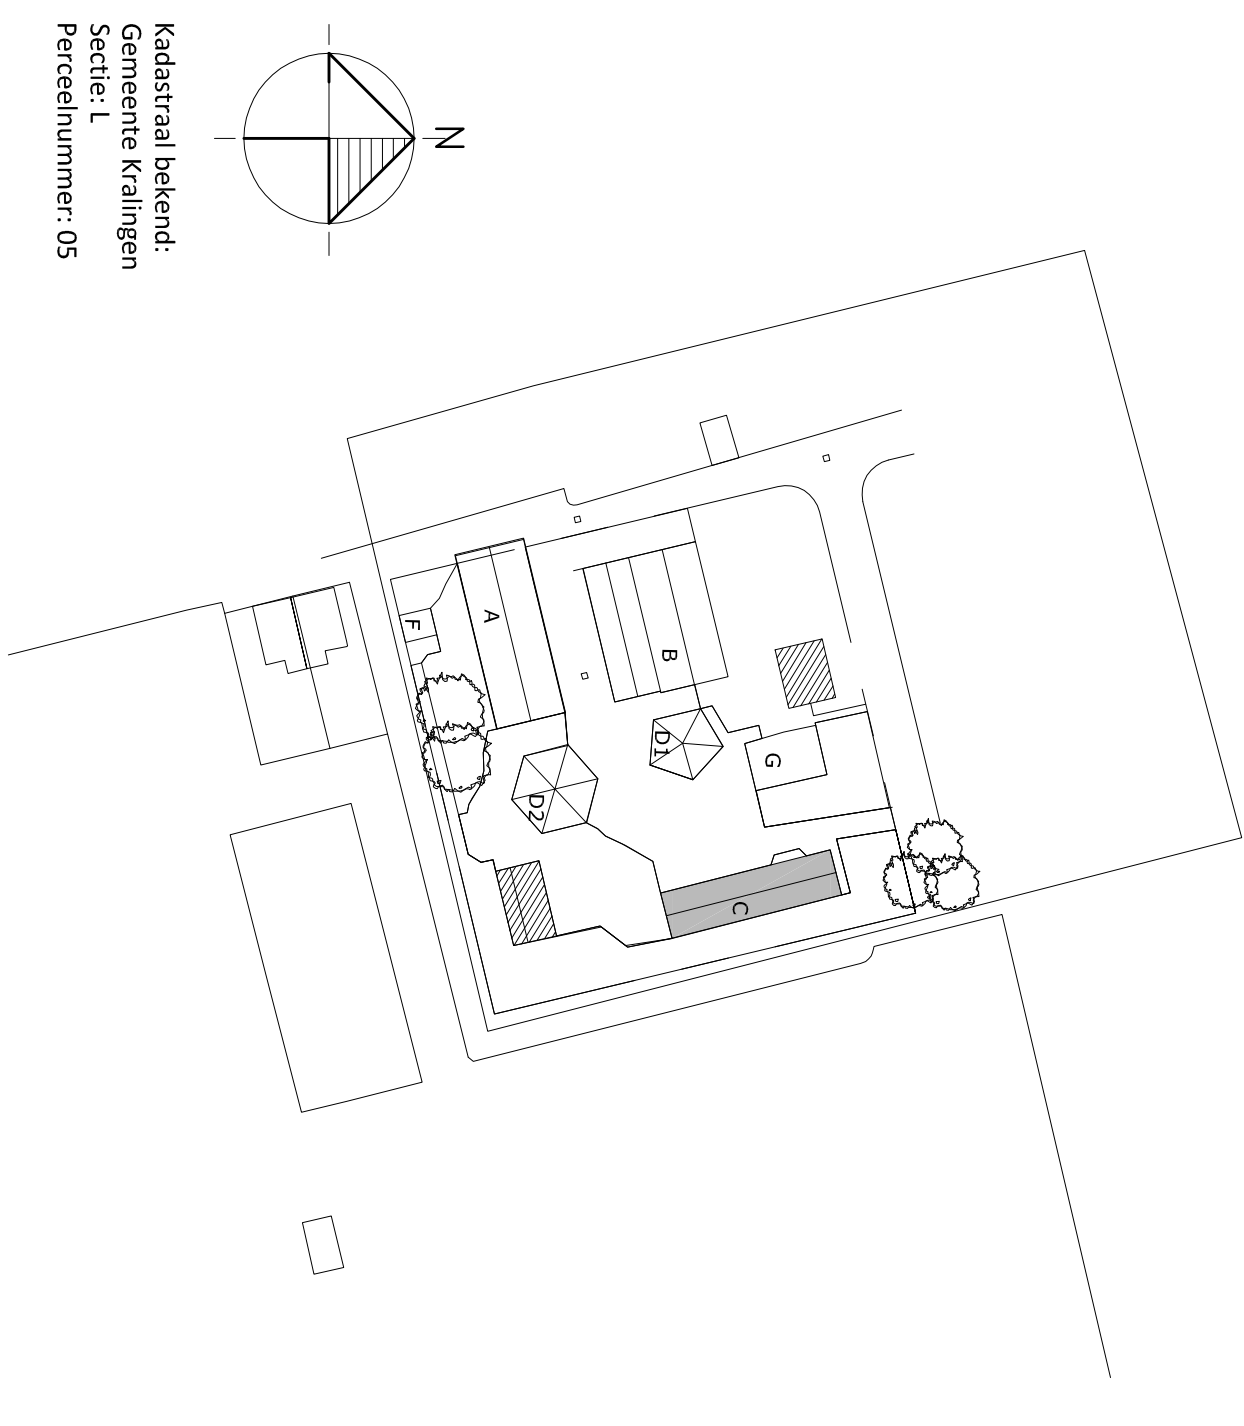 Kadastraal bekend:
Gemeente Kralingen
Sectie: L
Perceelnummer: 05
N
A
F
B
D1
G
D2
C